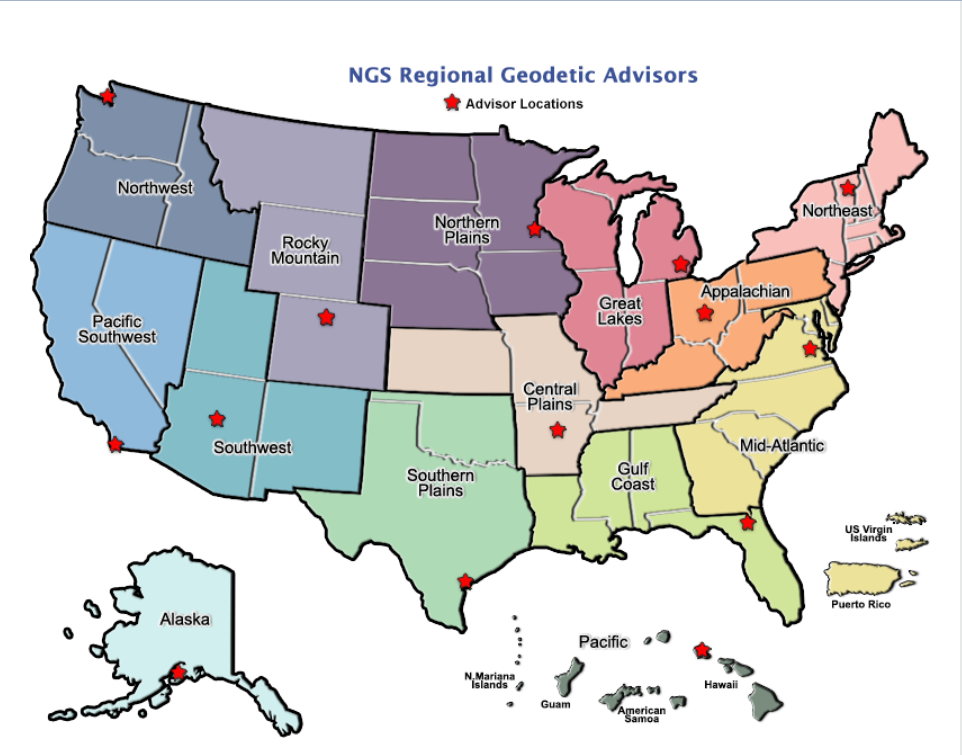 NGS Regional Geodetic Advisors
Advisor Locations
Northwest
Rocky
Mountain
Northern
Plains
Northeast
Appalachian
Great
Lakes
Pacific
Southwest
Central
Plains
Southwest
Mid-Atlantic
Southern
Plains
Gulf
Coast
US Virgin
Islands
Puerto Rico
Alaska
Pacific
N.Mariana
Islands
Guam
American
Samoa
Hawaii